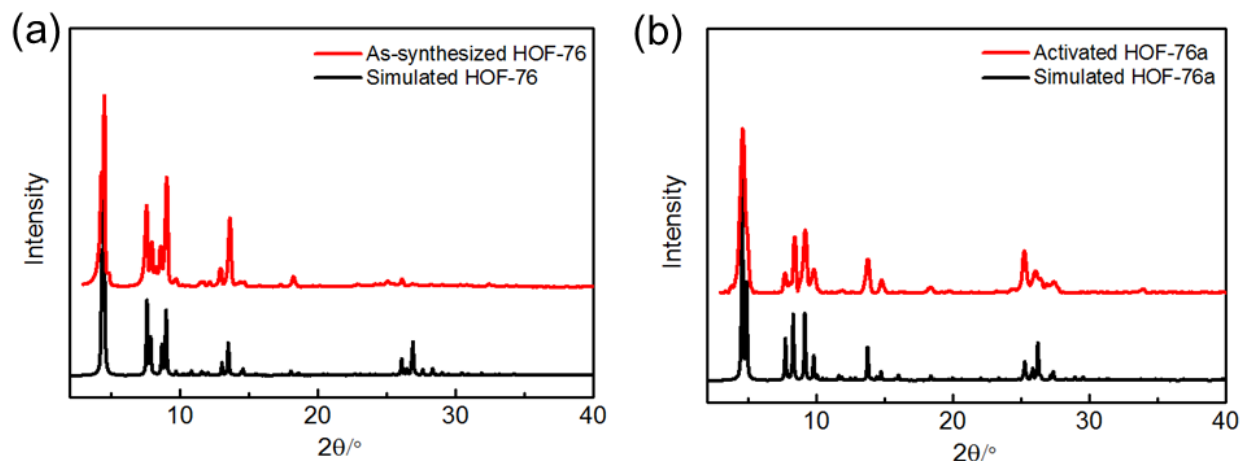 (a)
As-synthesized HOF-76
Simulated HOF-76
Intensity
10
20
30
40
2θ/°
(b)
Activated HOF-76a
Simulated HOF-76a
Intensity
10
20
30
40
2θ/°